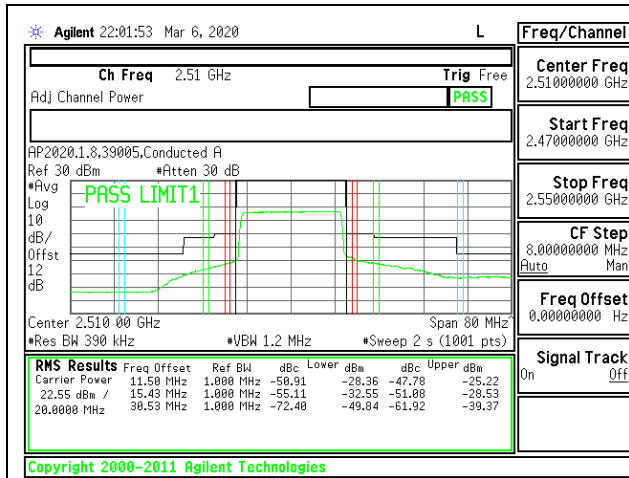 Agilent 22:01:53 Mar 6, 2020 L
Ch Freq 2.51 GHz Trig Free
Adj Channel Power PASS
AP2020.1.8,39005,Conducted A
Ref 30 dBm #Atten 30 dB
#Avg
Log
10
dB/
Offst
12
dB
PASS LIMIT1
Center 2.510 00 GHz Span 80 MHz^
#Res BW 390 kHz #VBW 1.2 MHz #Sweep 2 s (1001 pts)
RMS Results Freq Offset Ref BW dBc Lower dBm dBc Upper dBm
Carrier Power 11.50 MHz 1.000 MHz -50.91 -28.36 -47.78 -25.22
22.55 dBm / 15.43 MHz 1.000 MHz -55.11 -32.55 -51.08 -28.53
20.0000 MHz 30.53 MHz 1.000 MHz -72.40 -49.84 -61.92 -39.37
Copyright 2000-2011 Agilent Technologies
Freq/Channel
Center Freq
2.51000000 GHz
Start Freq
2.47000000 GHz
Stop Freq
2.55000000 GHz
CF Step
8.00000000 MHz
Auto Man
Freq Offset
0.00000000 Hz
Signal Track
On Off